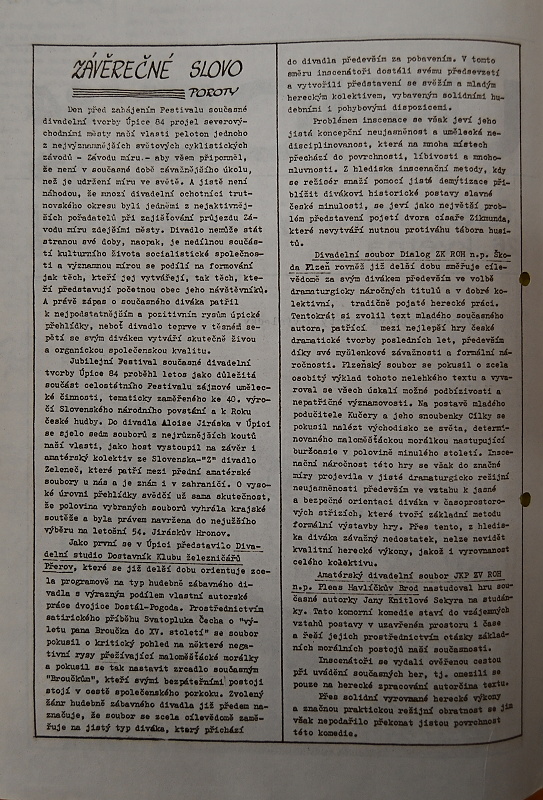 ZÁVĚREČNÉ SLOVO
POROTY
Den před zahájením Festivalu současné
divadelní tvorby Úpice 84 projel severový-
chodními městy naší vlasti peloton jednoho
z nejvýznamnějších světových cyklistických
závodů - Závodu míru.- aby všem připomněl,
že není v současné době závažnějšího úkolu,
než je udržení míru ve světě. A jistě není
náhodou, že mnozí divadelní ochotníci trut-
novského okresu byli jedněmi z nejaktivněj-
ších pořadatelů při zajišťování průjezdu Zá-
vodu míru zdejšími městy. Divadlo nemůže stát
stranou své doby, naopak, je nedílnou součás-
tí kulturního života socialistické společnos-
ti a významnou mírou se podílí na formování
jak těch, kteří jej vytvářejí, tak těch, kte-
ří představují početnou obec jeho návštěvníků.
A právě zápas o současného diváka patřil
k nejpodstatnějším a pozitivním rysům úpické
přehlídky, neboť divadlo teprve v těsném se-
pětí se svým divákem vytváří skutečně živou
a organickou společenskou kvalitu.
Jubilejní Festival současné divadelní
tvorby Úpice 84 proběhl letos jako důležitá
součást celostátního Festivalu zájmové umělec-
ké činnosti, tematicky zaměřeného ke 40. výro-
čí Slovenského národního povstání a k Roku
české hudby. Do divadla Aloise Jiráska v Úpici
se sjelo sedm souborů z nejrůznějších koutů
naší vlasti, jako host vystoupil na závěr i
amatérský kolektiv ze Slovenska-"Z" divadlo
Zeleneč, které patří mezi přední amatérské
soubory u nás a je znám i v zahraničí. O vyso-
ké úrovni přehlídky svědčí už sama skutečnost,
že polovina vybraných souborů vyhrála krajské
soutěže a byla právem navržena do nejužšího
výběru na letošní 54. Jiráskův Hronov.
Jako první se v Úpici představilo Diva-
delní studio Dostavník Klubu železničářů
Přerov, které se již delší dobu orientuje zce-
la programově na typ hudebně zábavného di-
vadla s výrazným podílem vlastní autorské
práce dvojice Dostál-Pogoda. Prostřednictvím
satirického příběhu Svatopluka Čecha o "vý-
letu pana Broučka do XV. století" se soubor
pokusil o kritický pohled na některé nega-
tivní rysy přežívající maloměšťácké morálky
a pokusil se tak nastavit zrcadlo současným
"Broučkům", kteří svými bezpáteřními postoji
stojí v cestě společenského porkoku. Zvolený
žánr hudebně zábavného divadla již předem na-
značuje, že soubor se zcela cílevědomě zamě-
řuje na jistý typ diváka, který přichází
do divadla především za pobavením. V tomto
směru inscenátoři dostáli svému předsevzetí
a vytvořili představení se svěžím a mladým
hereckým kolektivem, vybaveným solidními hu-
debními i pohybovými dispozicemi.
Problémem inscenace se však jeví jeho
jistá koncepční neujasněnost a umělecká ne-
disciplinovanost, která na mnoha místech
přechází do povrchnosti, líbivosti a mnoho-
mluvnosti. Z hlediska inscenační metody, kdy
se režisér snaží pomocí jisté demýtizace při-
blížit divákovi historické postavy slavné
české minulosti, se jeví jako největší prob-
lém představení pojetí dvora císaře Zikmunda,
které nevytváří nutnou protiváhu tábora husi-
tů.
Divadelní soubor Dialog ZK ROH n.p. Ško-
da Plzeň rovněž již delší dobu směřuje cíle-
vědomě za svým divákem především ve volbě
dramaturgicky náročných titulů a v dobré ko-
lektivní, tradičně pojaté herecké práci.
Tentokrát si zvolil text mladého současného
autora, patřící mezi nejlepší hry české
dramatické tvorby posledních let, především
díky své myšlenkové závažnosti a formální ná-
ročnosti. Plzeňský soubor se pokusil o zcela
osobitý výklad tohoto nelehkého textu a vyva-
roval se všech úskalí možné podbízivosti a
nepatřičné významovosti. Na postavě mladého
podučitele Kučery a jeho snoubenky Cilky se
pokusil nalézt východisko ze světa, determi-
novaného maloměšťáckou morálkou nastupující
buržoasie v polovině minulého století. Insce-
nační náročnost této hry se však do značné
míry projevila v jisté dramaturgicko režijní
neujasněnosti především ve vztahu k jasné
a bezpečné orientaci diváka v časoprostoro-
vých střizích, které tvoří základní metodu
formální výstavby hry. Přes tento, z hledis-
ka diváka závažný nedostatek, nelze nevidět
kvalitní herecké výkony, jakož i vyrovnanost
celého kolektivu.
Amatérský divadelní soubor JKP ZV ROH
n.p. Pleas Havlíčkův Brod nastudoval hru sou-
časné autorky Jany Knitlové Sekyra na studán-
ky. Tato komorní komedie staví do vzájemných
vztahů postavy v uzavřeném prostoru i čase
a řeší jejich prostřednictvím otázky základ-
ních morálních postojů naší současnosti.
Inscenátoři se vydali ověřenou cestou
při uvádění současných her, tj. omezili se
pouze na herecké zpracování autorčina textu.
Přes solidní vyrovnané herecké výkony
a značnou praktickou režijní obratnost se jim
však nepodařilo překonat jistou povrchnost
této komedie.